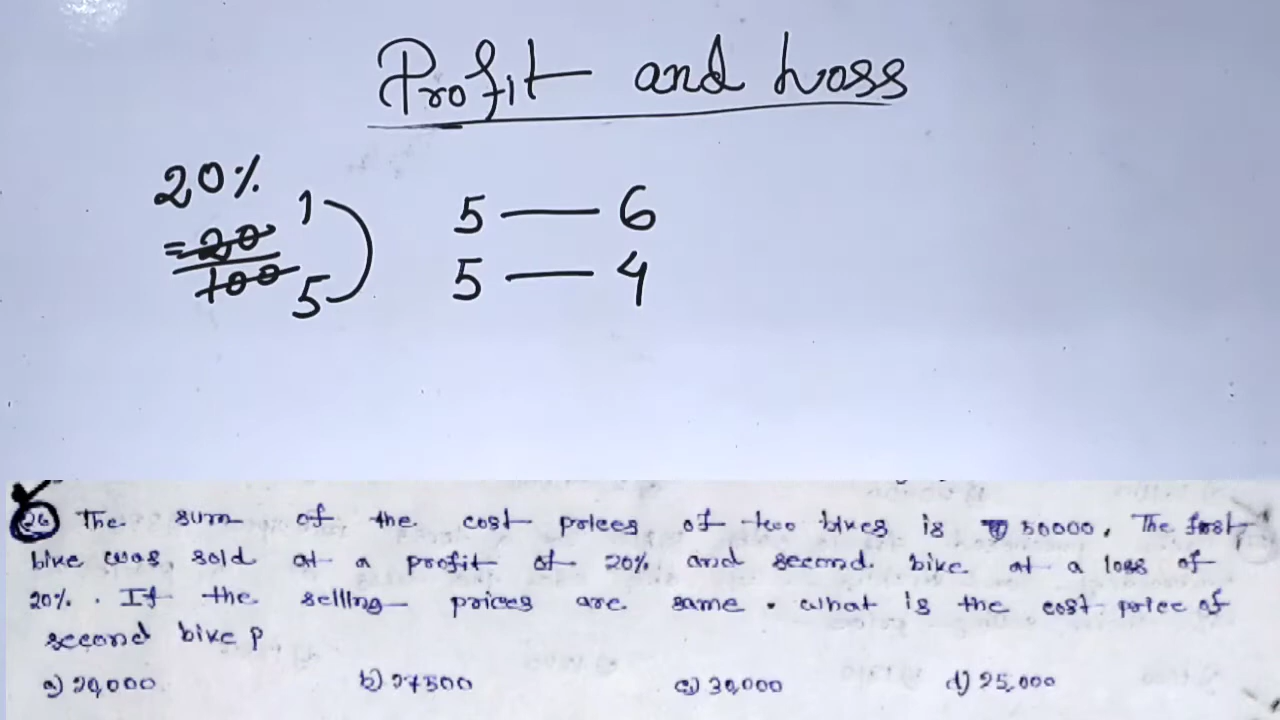 Profit and Loss
20%
= 20 1
100 5
5 — 6
5 — 4
26 The sum of the cost prices of two bikes is ₹ 50000. The first
bike was sold at a profit of 20% and second bike at a loss of
20%. If the selling prices are same. what is the cost price of
second bike ?
a) 20,000 b) 27500 c) 30,000 d) 25,000